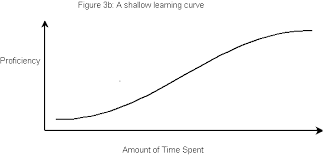 Figure 3b: A shallow learning curve
Proficiency
Amount of Time Spent